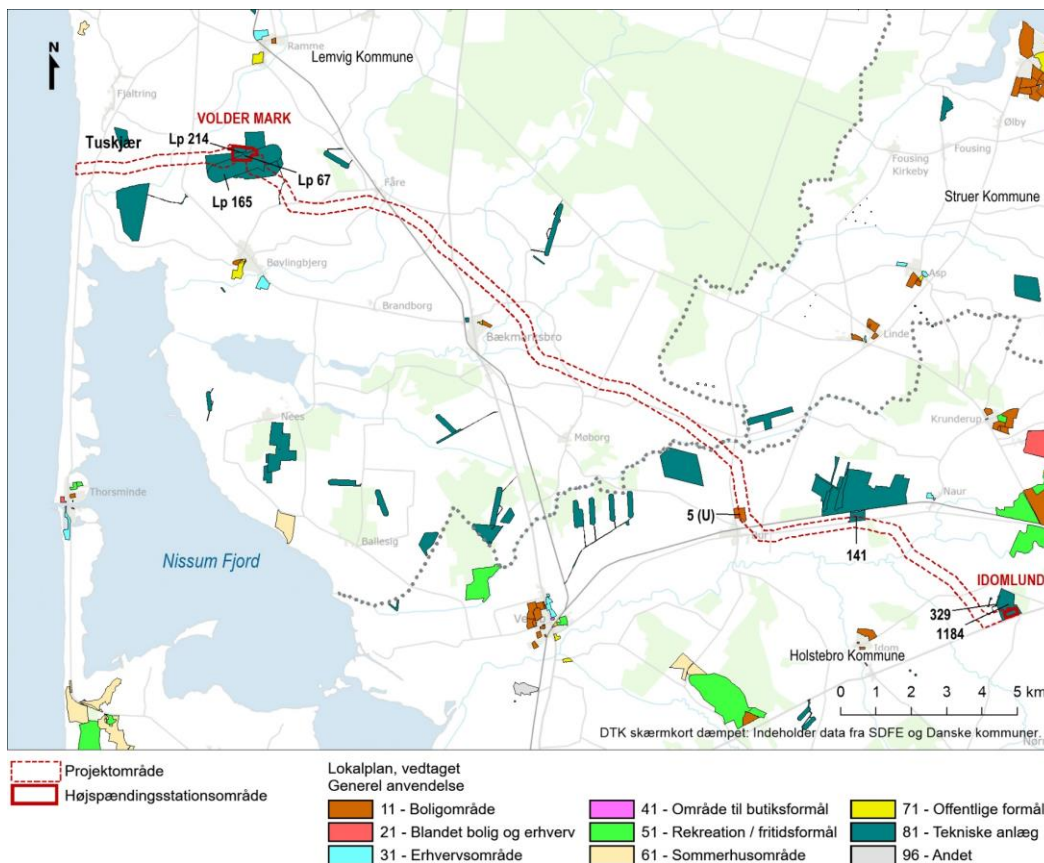 N
Ramme
Lemvig Kommune
Fjaltring
VOLDER MARK
Ølby
Tuskjær
Lp 214
Fousing
Fousing
Kirkeby
Lp 67
Fåre
Struer Kommune
Lp 165
Bøvlingbjerg
Asp
Brandborg
Linde
Bækmarksbro
Nees
Krunderup
Møborg
Thorsminde
Naur
5 (U)
Nissum Fjord
Ballesig
141
IDOMLUND
329
1184
Idom
Holstebro Kommune
0 1 2 4 5 km
DTK skærmkort dæmpet: Indeholder data fra SDFE og Danske kommuner.
Projektområde
Højspændingsstationsområde
Lokalplan, vedtaget
Generel anvendelse
11 - Boligområde
21 - Blandet bolig og erhverv
31 - Erhvervsområde
41 - Område til butiksformål
51 - Rekreation / fritidsformål
61 - Sommerhusområde
71 - Offentlige formål
81 - Tekniske anlæg
96 - Andet